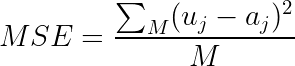 MSE = \frac{\sum_{M}(u_j - a_j)^2}{M}